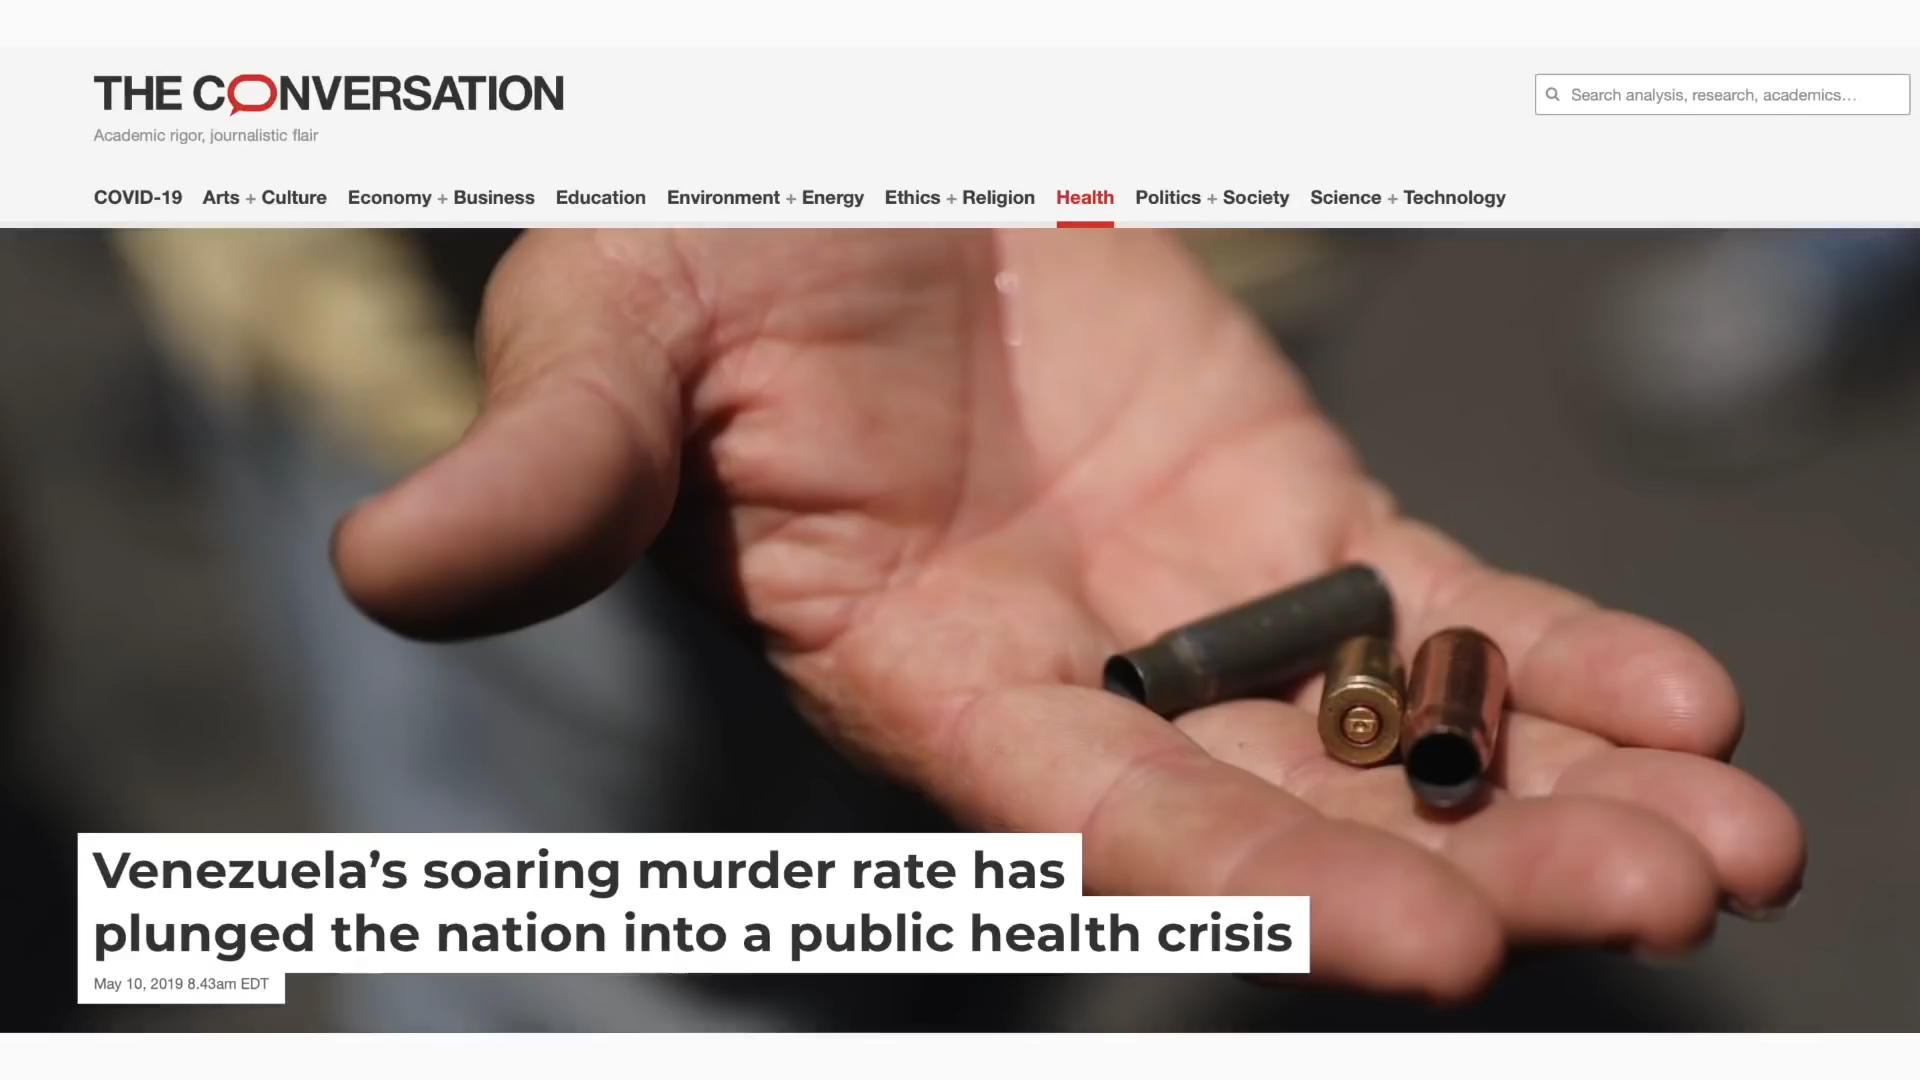 THE CONVERSATION
Academic rigor, journalistic flair
Search analysis, research, academics...
COVID-19 Arts + Culture Economy + Business Education Environment + Energy Ethics + Religion Health Politics + Society Science + Technology
Venezuela’s soaring murder rate has
plunged the nation into a public health crisis
May 10, 2019 8.43am EDT